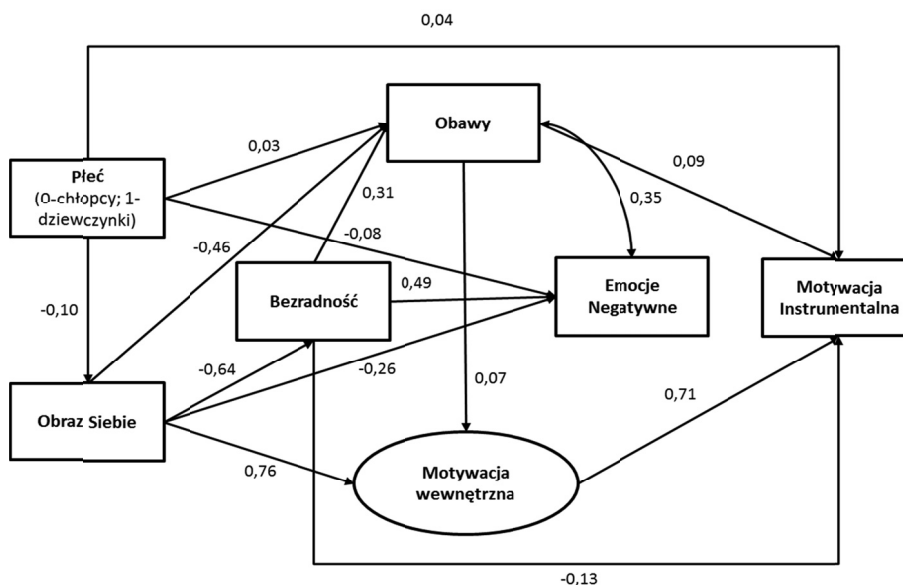 0,04
Obawy
0,03
0,09
Płeć
(0-chłopcy; 1-
dziewczynki)
0,31
0,35
-0,46
-0,08
Bezradność
0,49
Emocje
Negatywne
Motywacja
Instrumentalna
-0,10
-0,64
-0,26
0,07
0,71
Obraz Siebie
0,76
Motywacja
wewnętrzna
-0,13